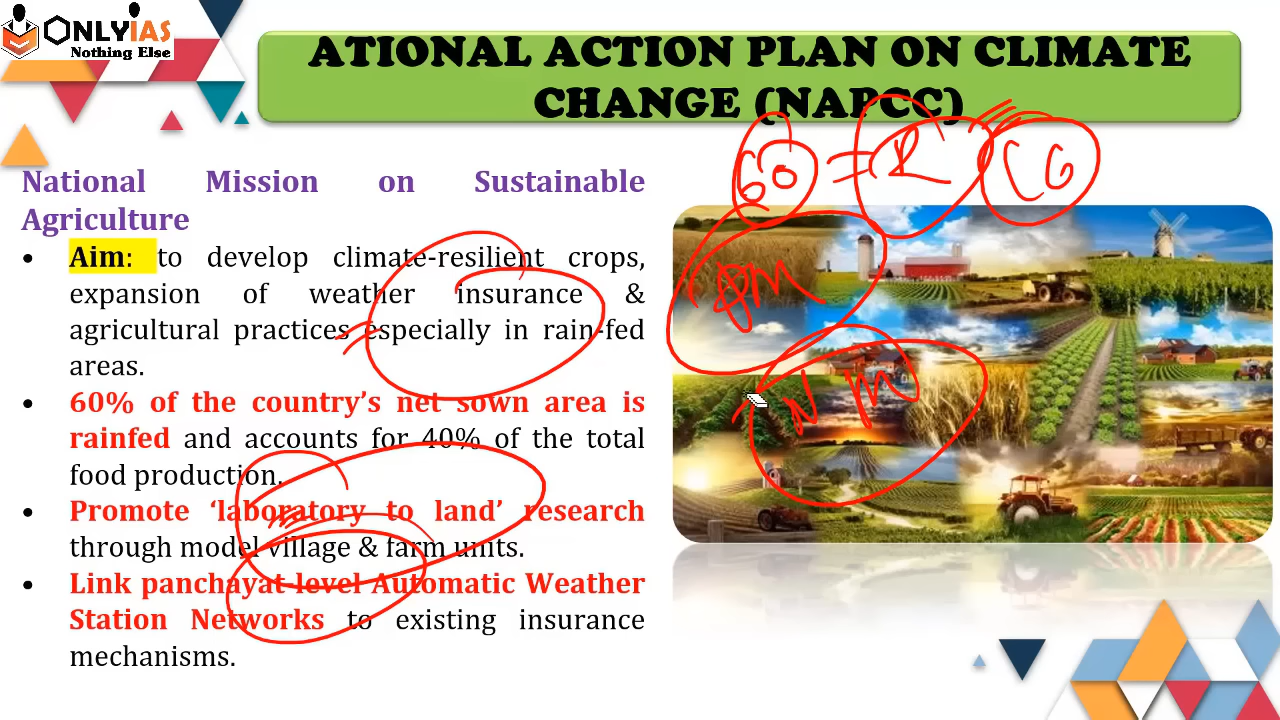 ONLYIAS
Nothing Else
ATIONAL ACTION PLAN ON CLIMATE
CHANGE (NAPCC)
60 = R
National Mission on Sustainable
Agriculture
• Aim: to develop climate-resilient crops,
expansion of weather insurance &
agricultural practices especially in rain-fed
areas.
• 60% of the country's net sown area is
rainfed and accounts for 40% of the total
food production.
• Promote 'laboratory to land' research
through model village & farm units.
• Link panchayat-level Automatic Weather
Station Networks to existing insurance
mechanisms.
PM
N M